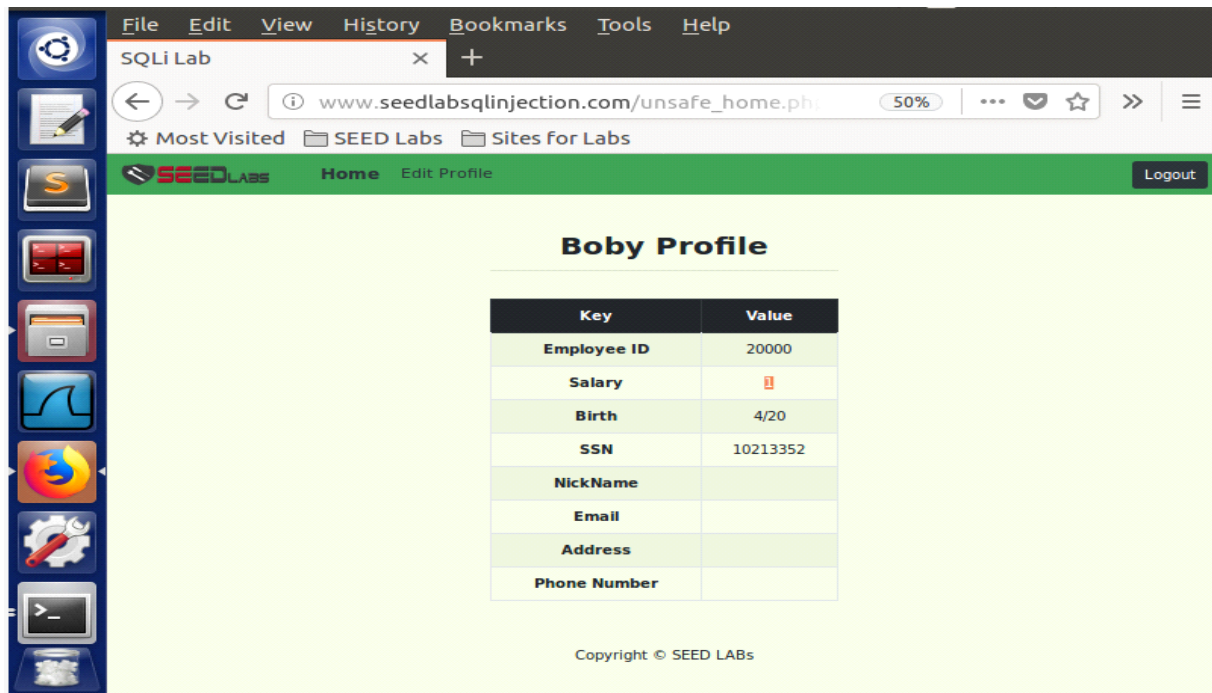 File Edit View History Bookmarks Tools Help
SQLi Lab
www.seedlabsqlinjection.com/unsafe_home.ph
50%
Most Visited SEED Labs Sites for Labs
SEEDLABS Home Edit Profile Logout
Boby Profile
Key Value
Employee ID 20000
Salary 1
Birth 4/20
SSN 10213352
NickName
Email
Address
Phone Number
Copyright © SEED LABs